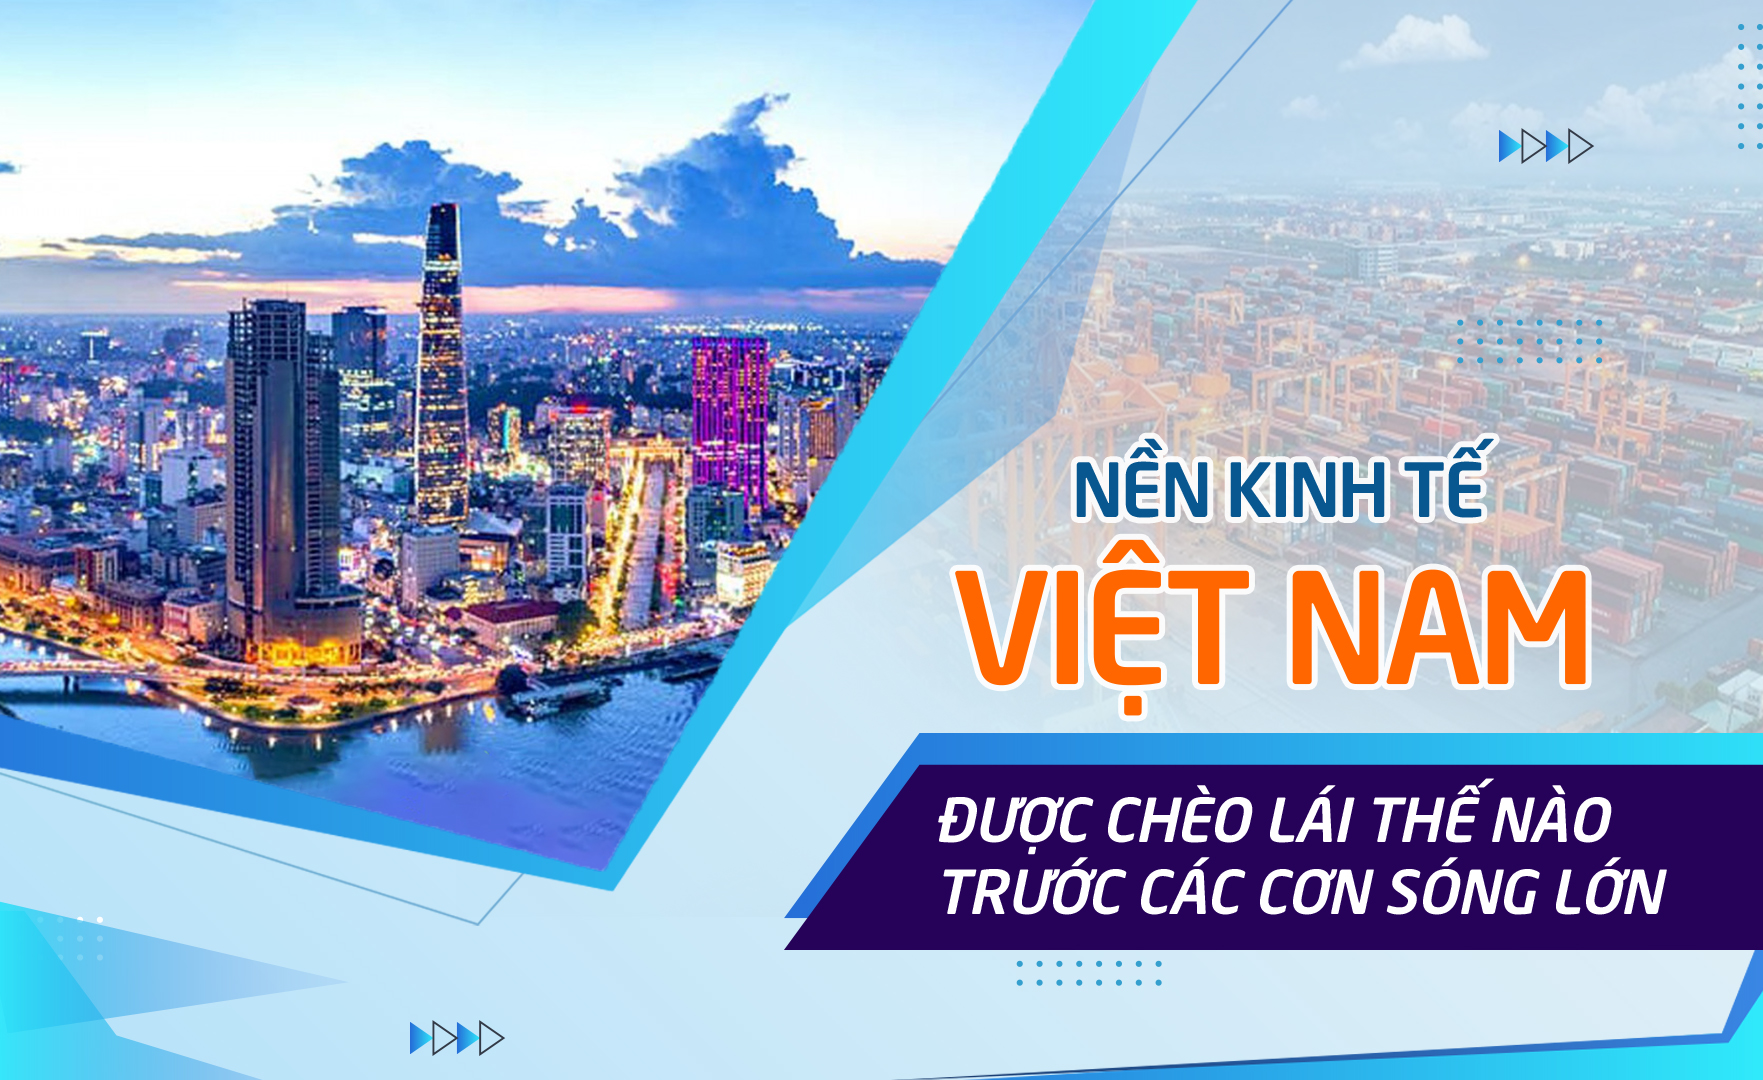 NỀN KINH TẾ
VIỆT NAM
ĐƯỢC CHÈO LÁI THẾ NÀO
TRƯỚC CÁC CƠN SÓNG LỚN